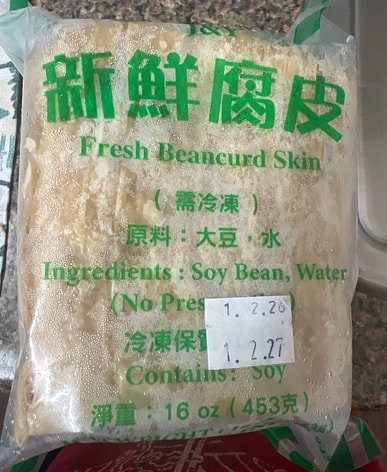 J&Y
新鮮腐皮
Fresh Beancurd Skin
( 需冷凍 )
原料：大豆，水
Ingredients : Soy Bean, Water
(No
冷凍保
1. 2.26
1. 2.27
Contains: Soy
淨重：16 oz (453克)